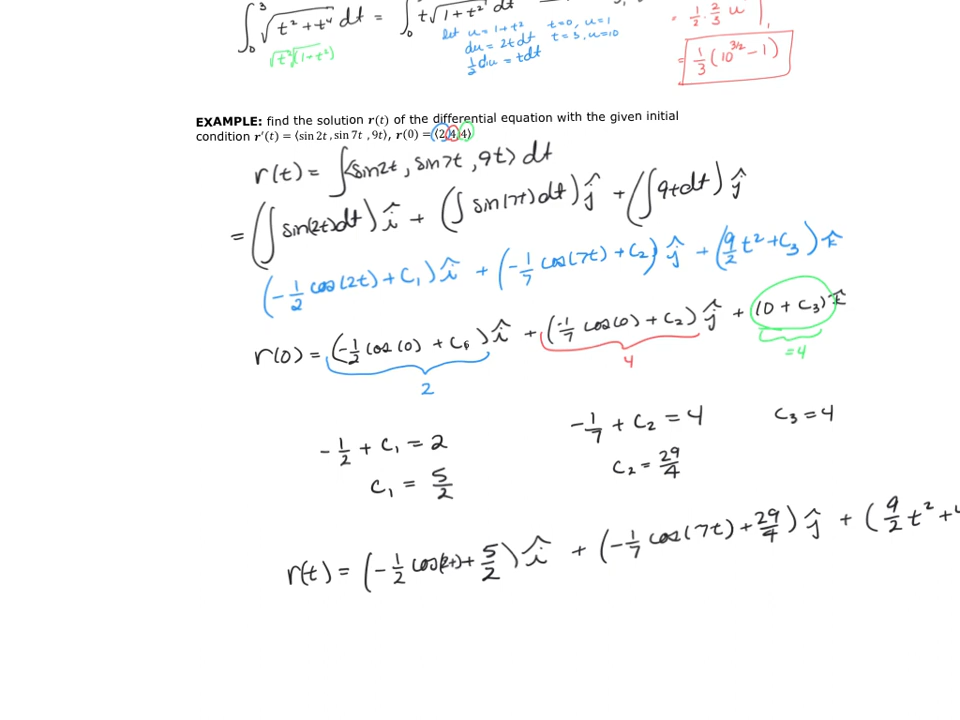 ∫₀³ √(t² + t⁴) dt = ∫₀ t√(1 + t²) dt
√(t²(1+t²))
let u = 1 + t² t=0, u=1
du = 2t dt t=3, u=10
½ du = t dt
= ½ · ⅔ u |₁
= ⅓ (10^(3/2) − 1)
EXAMPLE: find the solution r(t) of the differential equation with the given initial
condition r′(t) = ⟨sin 2t , sin 7t , 9t⟩, r(0) = ⟨2,4,4⟩
r(t) = ∫⟨sin2t, sin7t, 9t⟩ dt
= (∫ sin(2t)dt) î + (∫ sin(7t)dt) ĵ + (∫9t dt) ĵ
(−½ cos(2t) + C₁) î + (−1/7 cos(7t) + C₂) ĵ + (9/2 t² + C₃) k̂
r(0) = (−½ cos(0) + C₁) î + (−1/7 cos(0) + C₂) ĵ + (0 + C₃) k̂
2 4 =4
−½ + C₁ = 2 −1/7 + C₂ = 4 C₃ = 4
C₁ = 5/2 C₂ = 29/4
r(t) = (−½ cos(2t) + 5/2) î + (−1/7 cos(7t) + 29/4) ĵ + (9/2 t² + 4